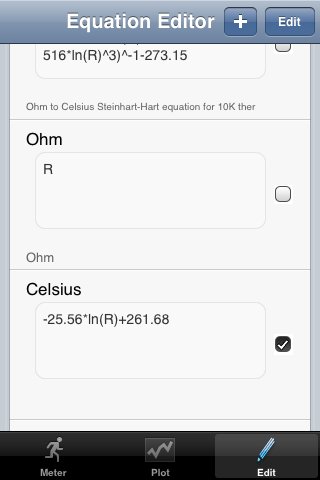 Equation Editor
+
Edit
516*ln(R)^3)^-1-273.15
Ohm to Celsius Steinhart-Hart equation for 10K ther
Ohm
R
Ohm
Celsius
-25.56*ln(R)+261.68
Meter
Plot
Edit